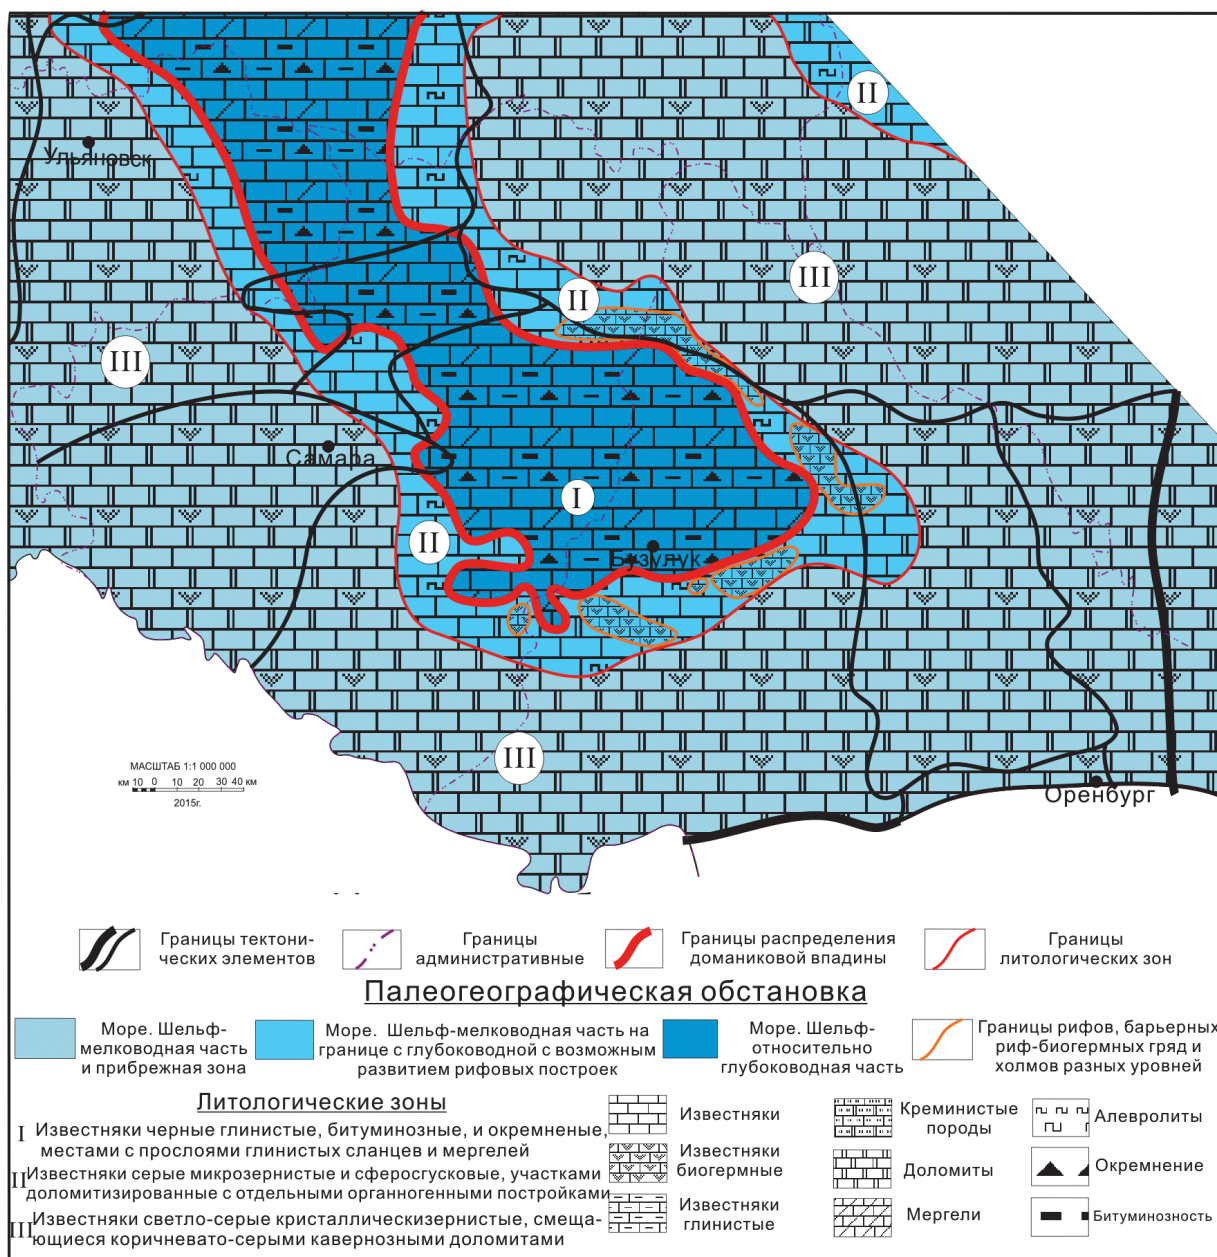 II
Ульяновск
III
II
III
Самара
I
II
Бузулук
III
Оренбург
МАСШТАБ 1:1 000 000
км 10 0 10 20 30 40 км
2015г.
Границы тектони-
ческих элементов
Границы
административные
Границы распределения
доманиковой впадины
Границы
литологических зон
Палеогеографическая обстановка
Море. Шельф-
мелководная часть
и прибрежная зона
Море. Шельф-мелководная часть на
границе с глубоководной с возможным
развитием рифовых построек
Море. Шельф-
относительно
глубоководная часть
Границы рифов, барьерных
риф-биогермных гряд и
холмов разных уровней
Литологические зоны
I Известняки черные глинистые, битуминозные, и окремненые,
местами с прослоями глинистых сланцев и мергелей
II Известняки серые микрозернистые и сферосгусковые, участками
доломитизированные с отдельными органногенными постройками
III Известняки светло-серые кристаллическизернистые, смеща-
ющиеся коричневато-серыми кавернозными доломитами
Известняки
Известняки
биогермные
Известняки
глинистые
Креминистые
породы
Доломиты
Мергели
Алевролиты
Окремнение
Битуминозность